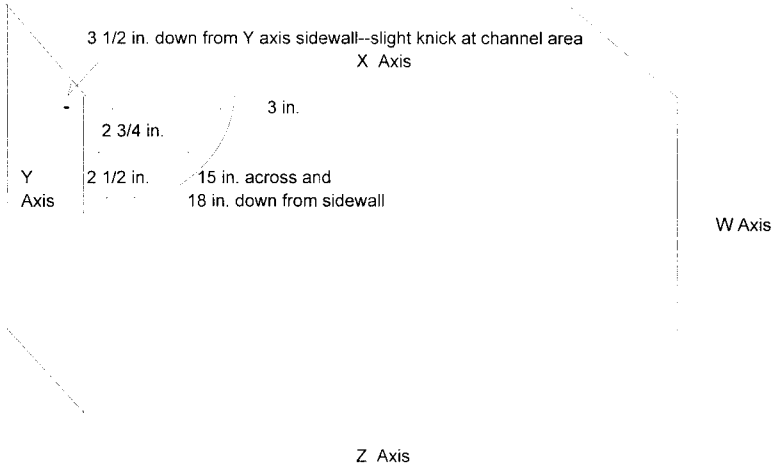 3 1/2 in. down from Y axis sidewall--slight knick at channel area
X Axis
3 in.
2 3/4 in.
Y
Axis
2 1/2 in.
15 in. across and
18 in. down from sidewall
W Axis
Z Axis